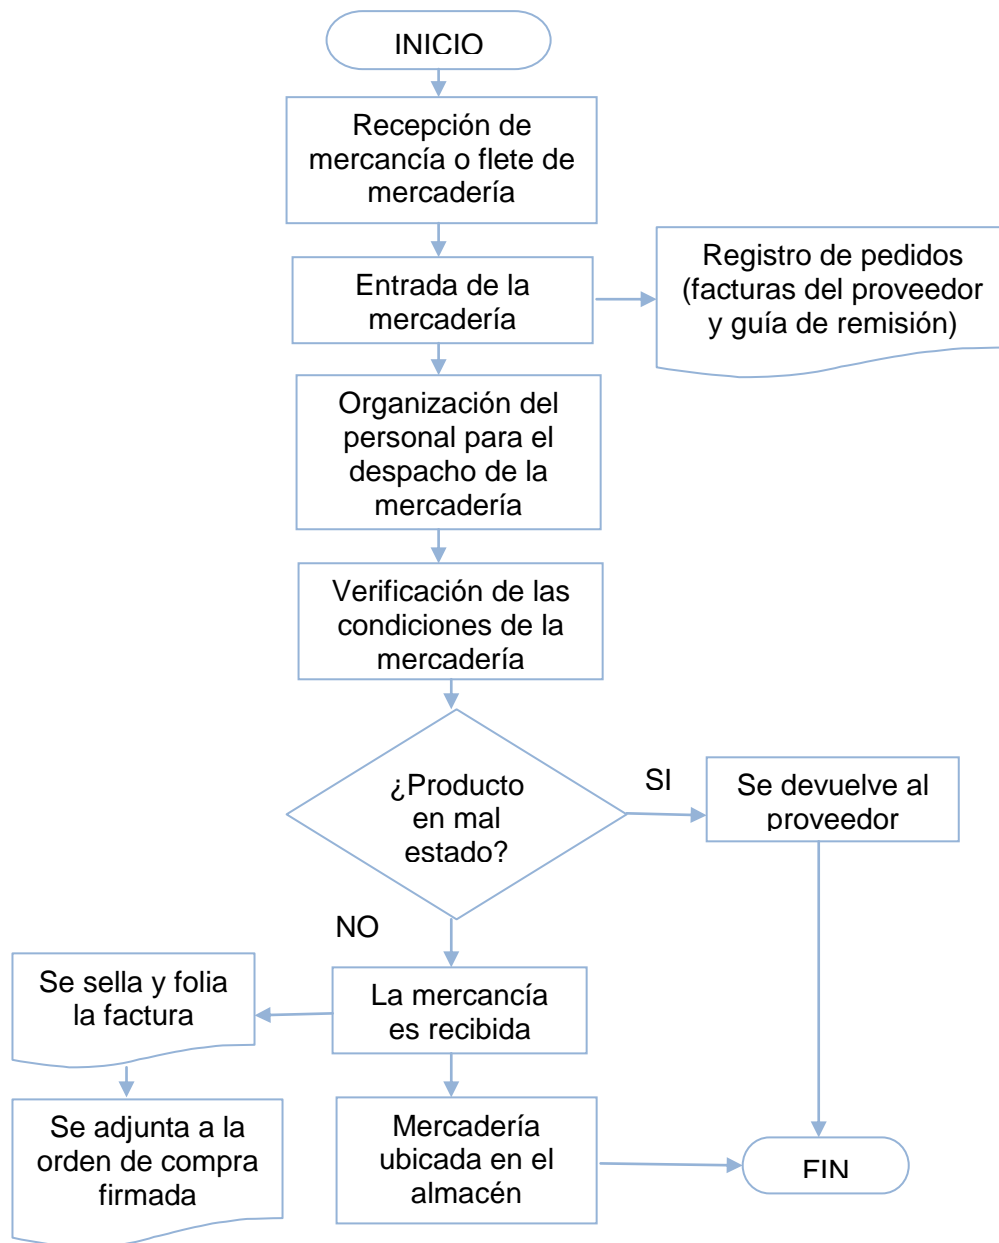 INICIO
Recepción de
mercancía o flete de
mercadería
Entrada de la
mercadería
Registro de pedidos
(facturas del proveedor
y guía de remisión)
Organización del
personal para el
despacho de la
mercadería
Verificación de las
condiciones de la
mercadería
¿Producto
en mal
estado?
SI
Se devuelve al
proveedor
NO
La mercancía
es recibida
Se sella y folia
la factura
Se adjunta a la
orden de compra
firmada
Mercadería
ubicada en el
almacén
FIN